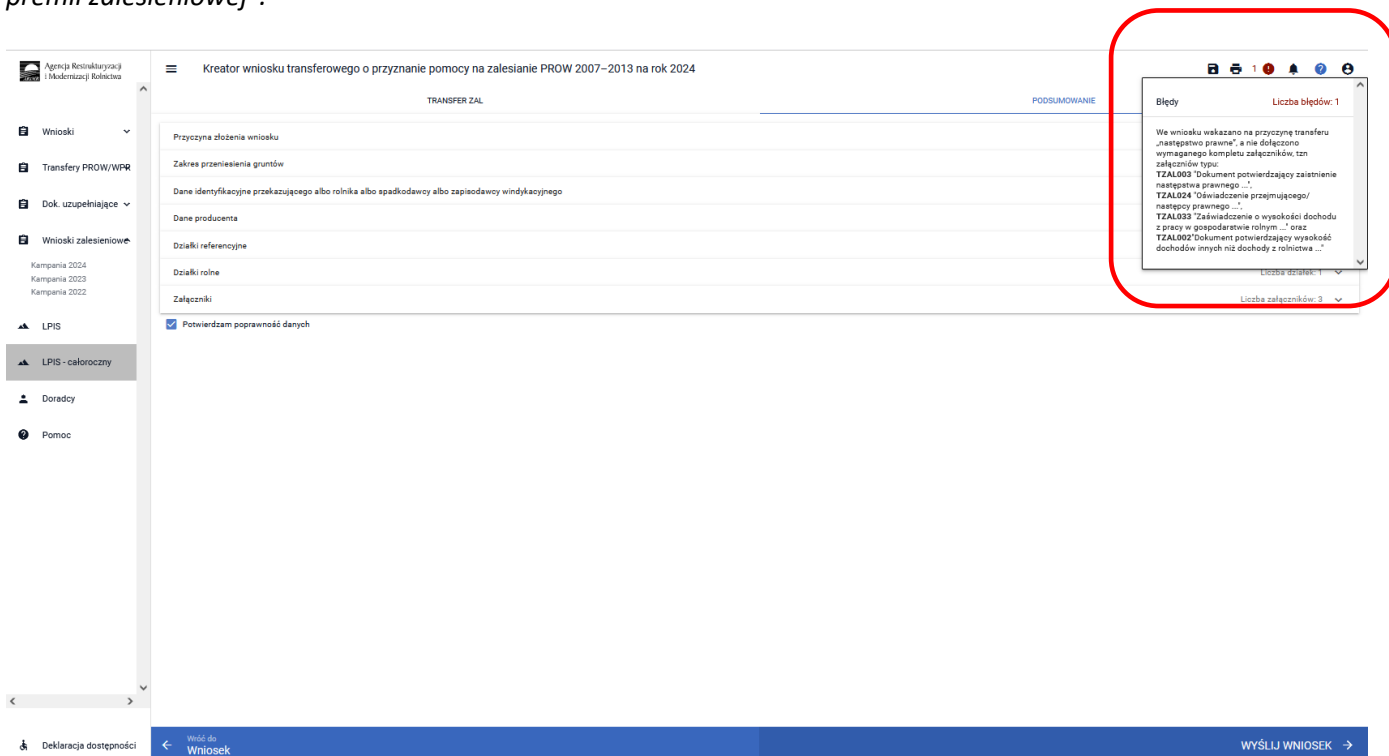 premii zalesieniowej”.
Agencja Restrukturyzacji
i Modernizacji Rolnictwa
Kreator wniosku transferowego o przyznanie pomocy na zalesianie PROW 2007–2013 na rok 2024
1
TRANSFER ZAL
PODSUMOWANIE
Błędy
Liczba błędów: 1
We wniosku wskazano na przyczynę transferu
„następstwo prawne", a nie dołączono
wymaganego kompletu załączników, tzn
załączniów typu:
TZAL003 "Dokument potwierdzający zaistnienie
następstwa prawnego ...",
TZAL024 "Oświadczenie przejmującego/
następcy prawnego ...",
TZAL033 "Zaświadczenie o wysokości dochodu
z pracy w gospodarstwie rolnym ..." oraz
TZAL002"Dokument potwierdzający wysokość
dochodów innych niż dochody z rolnictwa ..."
Wnioski
Transfery PROW/WPR
Dok. uzupełniające
Wnioski zalesieniowe
Kampania 2024
Kampania 2023
Kampania 2022
LPIS
LPIS - całoroczny
Doradcy
Pomoc
Deklaracja dostępności
Przyczyna złożenia wniosku
Zakres przeniesienia gruntów
Dane identyfikacyjne przekazującego albo rolnika albo spadkodawcy albo zapisodawcy windykacyjnego
Dane producenta
Działki referencyjne
Działki rolne
Liczba działek: 1
Załączniki
Liczba załączników: 3
Potwierdzam poprawność danych
Wróć do
Wniosek
WYŚLIJ WNIOSEK